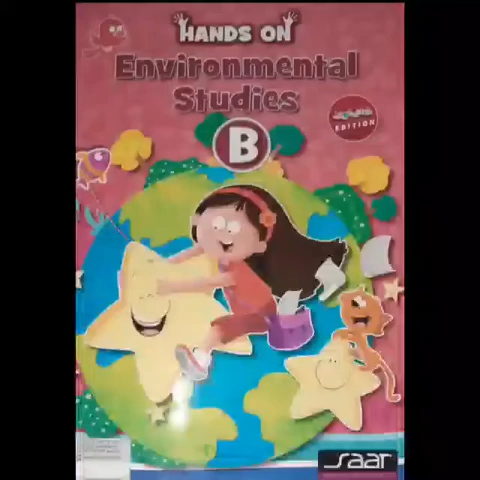 HANDS ON
Environmental
Studies
B
EDITION
saar